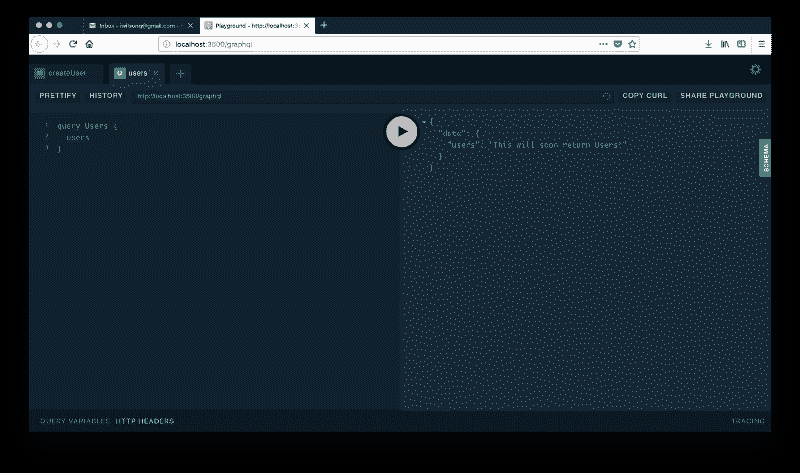 Inbox - iwilsonq@gmail.com -
Playground - http://localhost:3
localhost:3500/graphql
createUser
users
PRETTIFY HISTORY http://localhost:3500/graphql COPY CURL SHARE PLAYGROUND
1 query Users {
2 users
3 }
{
"data": {
"users": "This will soon return Users!"
}
}
SCHEMA
QUERY VARIABLES HTTP HEADERS
TRACING